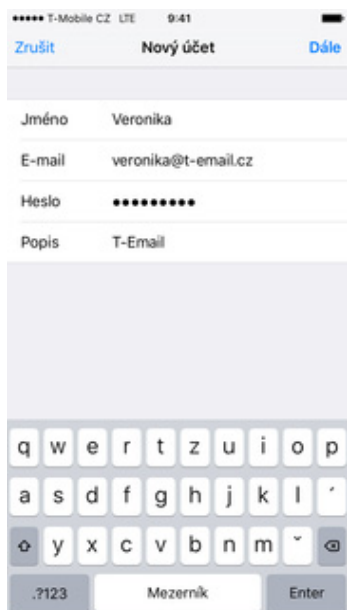 T-Mobile CZ LTE 9:41
Zrušit Nový účet Dále
Jméno Veronika
E-mail veronika@t-email.cz
Heslo •••••••••
Popis T-Email
q w e r t z u i o p
a s d f g h j k l ´
y x c v b n m ˇ
.?123 Mezerník Enter